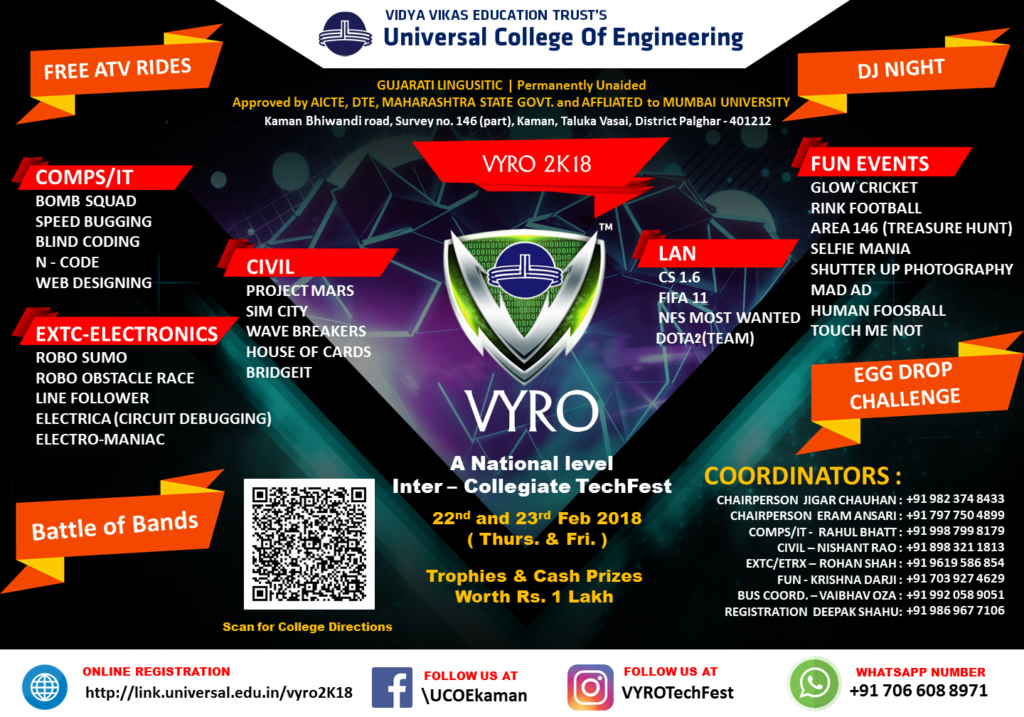 VIDYA VIKAS EDUCATION TRUST'S
Universal College Of Engineering
FREE ATV RIDES
DJ NIGHT
GUJARATI LINGUSITIC | Permanently Unaided
Approved by AICTE, DTE, MAHARASHTRA STATE GOVT. and AFFLIATED to MUMBAI UNIVERSITY
Kaman Bhiwandi road, Survey no. 146 (part), Kaman, Taluka Vasai, District Palghar - 401212
VYRO 2K18
COMPS/IT
BOMB SQUAD
SPEED BUGGING
BLIND CODING
N - CODE
WEB DESIGNING
EXTC-ELECTRONICS
ROBO SUMO
ROBO OBSTACLE RACE
LINE FOLLOWER
ELECTRICA (CIRCUIT DEBUGGING)
ELECTRO-MANIAC
CIVIL
PROJECT MARS
SIM CITY
WAVE BREAKERS
HOUSE OF CARDS
BRIDGEIT
TM
VYRO
LAN
CS 1.6
FIFA 11
NFS MOST WANTED
DOTA2(TEAM)
FUN EVENTS
GLOW CRICKET
RINK FOOTBALL
AREA 146 (TREASURE HUNT)
SELFIE MANIA
SHUTTER UP PHOTOGRAPHY
MAD AD
HUMAN FOOSBALL
TOUCH ME NOT
EGG DROP
CHALLENGE
Battle of Bands
Scan for College Directions
A National level
Inter – Collegiate TechFest
22nd and 23rd Feb 2018
( Thurs. & Fri. )
Trophies & Cash Prizes
Worth Rs. 1 Lakh
COORDINATORS :
CHAIRPERSON JIGAR CHAUHAN : +91 982 374 8433
CHAIRPERSON ERAM ANSARI : +91 797 750 4899
COMPS/IT - RAHUL BHATT : +91 998 799 8179
CIVIL – NISHANT RAO : +91 898 321 1813
EXTC/ETRX – ROHAN SHAH : +91 9619 586 854
FUN - KRISHNA DARJI : +91 703 927 4629
BUS COORD. – VAIBHAV OZA : +91 992 058 9051
REGISTRATION DEEPAK SHAHU: +91 986 967 7106
ONLINE REGISTRATION
http://link.universal.edu.in/vyro2K18
FOLLOW US AT
\UCOEkaman
FOLLOW US AT
VYROTechFest
WHATSAPP NUMBER
+91 706 608 8971